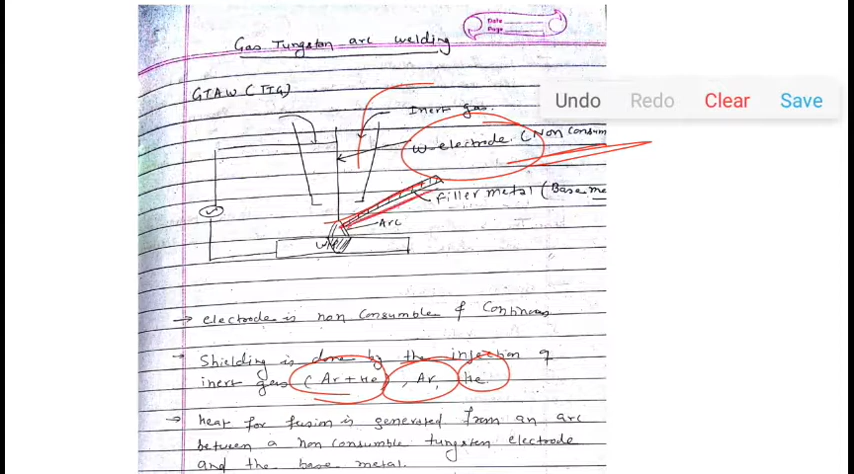 Date
Page
Gas Tungston arc welding
GTAW (TIG)
Undo Redo Clear Save
Inert gas.
W-electrode. (Non Consum
Filler metal (Base me
Arc
W
→ electrode is non Consumble & Continous
→ Shielding is done by the injection of
inert gas (Ar + He), Ar, He
→ heat for fusion is generated from an arc
between a non consumble tungsten electrode
and the base metal.